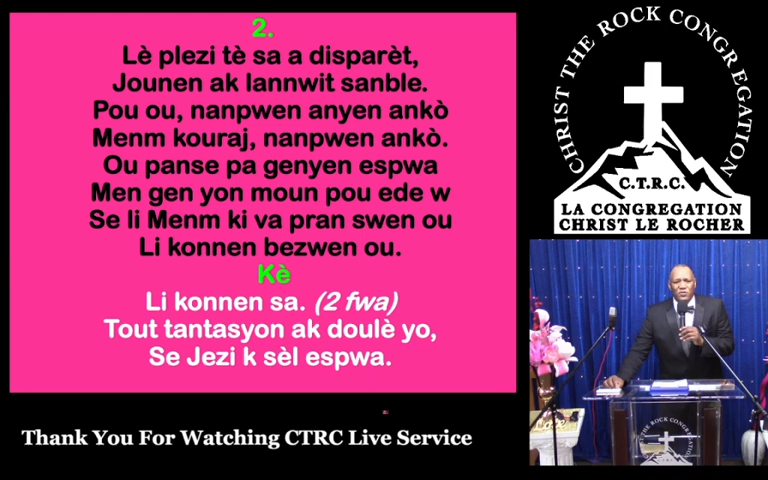 2.
Lè plezi tè sa a disparèt,
Jounen ak lannwit sanble.
Pou ou, nanpwen anyen ankò
Menm kouraj, nanpwen ankò.
Ou panse pa genyen espwa
Men gen yon moun pou ede w
Se li Menm ki va pran swen ou
Li konnen bezwen ou.
Kè
Li konnen sa. (2 fwa)
Tout tantasyon ak doulè yo,
Se Jezi k sèl espwa.
CHRIST THE ROCK CONGREGATION
C.T.R.C.
LA CONGREGATION
CHRIST LE ROCHER
Thank You For Watching CTRC Live Service